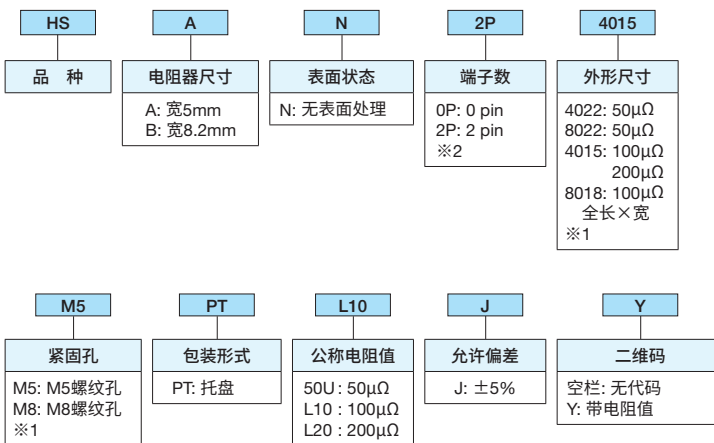 HS
A
N
2P
4015
品 种
电阻器尺寸
表面状态
端子数
外形尺寸
A: 宽5mm
B: 宽8.2mm
N: 无表面处理
0P: 0 pin
2P: 2 pin
※2
4022: 50μΩ
8022: 50μΩ
4015: 100μΩ
200μΩ
8018: 100μΩ
全长×宽
※1
M5
PT
L10
J
Y
紧固孔
包装形式
公称电阻值
允许偏差
二维码
M5: M5螺纹孔
M8: M8螺纹孔
※1
PT: 托盘
50U : 50μΩ
L10 : 100μΩ
L20 : 200μΩ
J: ±5%
空栏: 无代码
Y: 带电阻值